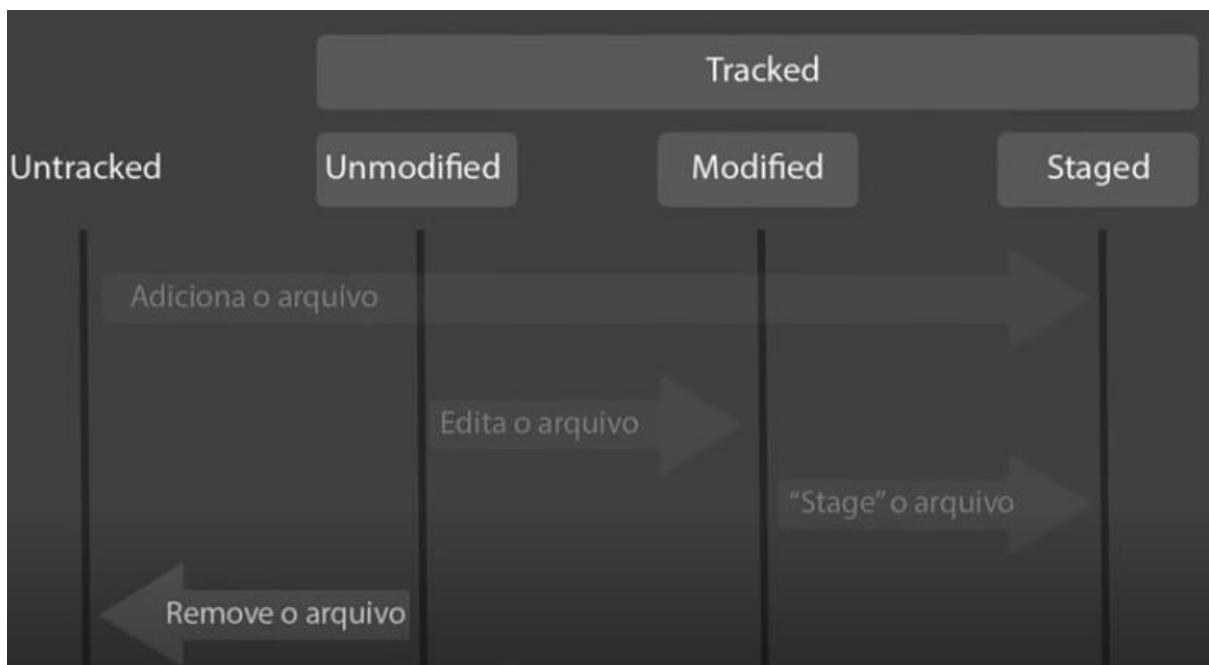 Tracked
Untracked
Unmodified
Modified
Staged
Adiciona o arquivo
Edita o arquivo
“Stage” o arquivo
Remove o arquivo